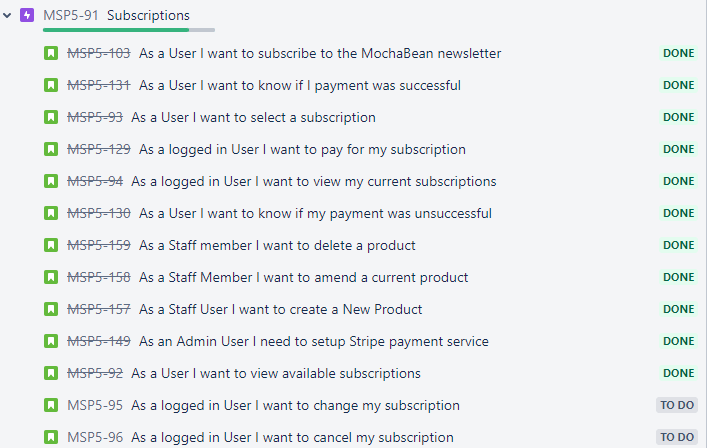 MSP5-91 Subscriptions
MSP5-103 As a User I want to subscribe to the MochaBean newsletter DONE
MSP5-131 As a User I want to know if I payment was successful DONE
MSP5-93 As a User I want to select a subscription DONE
MSP5-129 As a logged in User I want to pay for my subscription DONE
MSP5-94 As a logged in User I want to view my current subscriptions DONE
MSP5-130 As a User I want to know if my payment was unsuccessful DONE
MSP5-159 As a Staff member I want to delete a product DONE
MSP5-158 As a Staff Member I want to amend a current product DONE
MSP5-157 As a Staff User I want to create a New Product DONE
MSP5-149 As an Admin User I need to setup Stripe payment service DONE
MSP5-92 As a User I want to view available subscriptions DONE
MSP5-95 As a logged in User I want to change my subscription TO DO
MSP5-96 As a logged in User I want to cancel my subscription TO DO